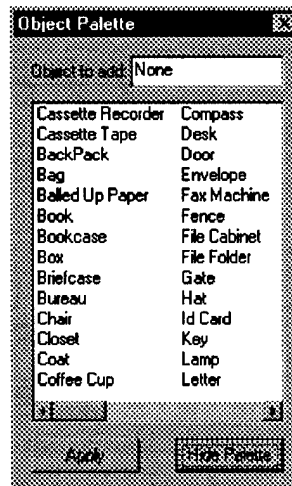 Object Palette
Object to add: None
Cassette Recorder Compass
Cassette Tape Desk
BackPack Door
Bag Envelope
Balled Up Paper Fax Machine
Book Fence
Bookcase File Cabinet
Box File Folder
Briefcase Gate
Bureau Hat
Chair Id Card
Closet Key
Coat Lamp
Coffee Cup Letter
Apply Hide Palette